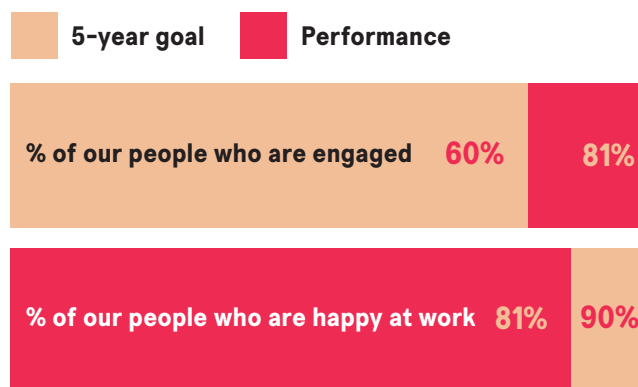 5-year goal Performance
% of our people who are engaged 60% 81%
% of our people who are happy at work 81% 90%